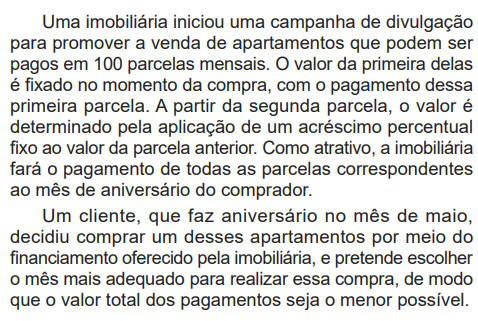 Uma imobiliária iniciou uma campanha de divulgação
para promover a venda de apartamentos que podem ser
pagos em 100 parcelas mensais. O valor da primeira delas
é fixado no momento da compra, com o pagamento dessa
primeira parcela. A partir da segunda parcela, o valor é
determinado pela aplicação de um acréscimo percentual
fixo ao valor da parcela anterior. Como atrativo, a imobiliária
fará o pagamento de todas as parcelas correspondentes
ao mês de aniversário do comprador.
Um cliente, que faz aniversário no mês de maio,
decidiu comprar um desses apartamentos por meio do
financiamento oferecido pela imobiliária, e pretende escolher
o mês mais adequado para realizar essa compra, de modo
que o valor total dos pagamentos seja o menor possível.